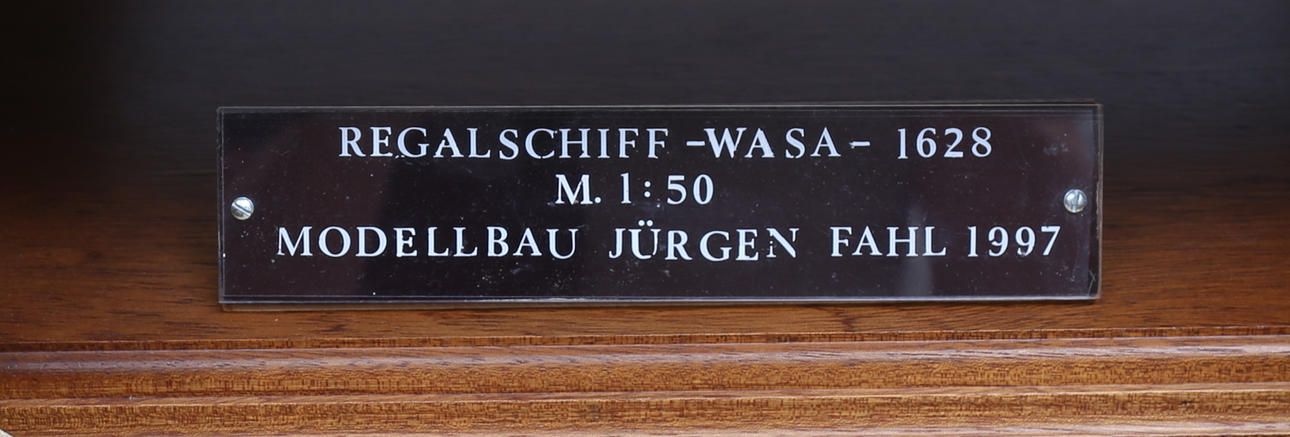 REGALSCHIFF -WASA- 1628
M. 1:50
MODELLBAU JÜRGEN FAHL 1997